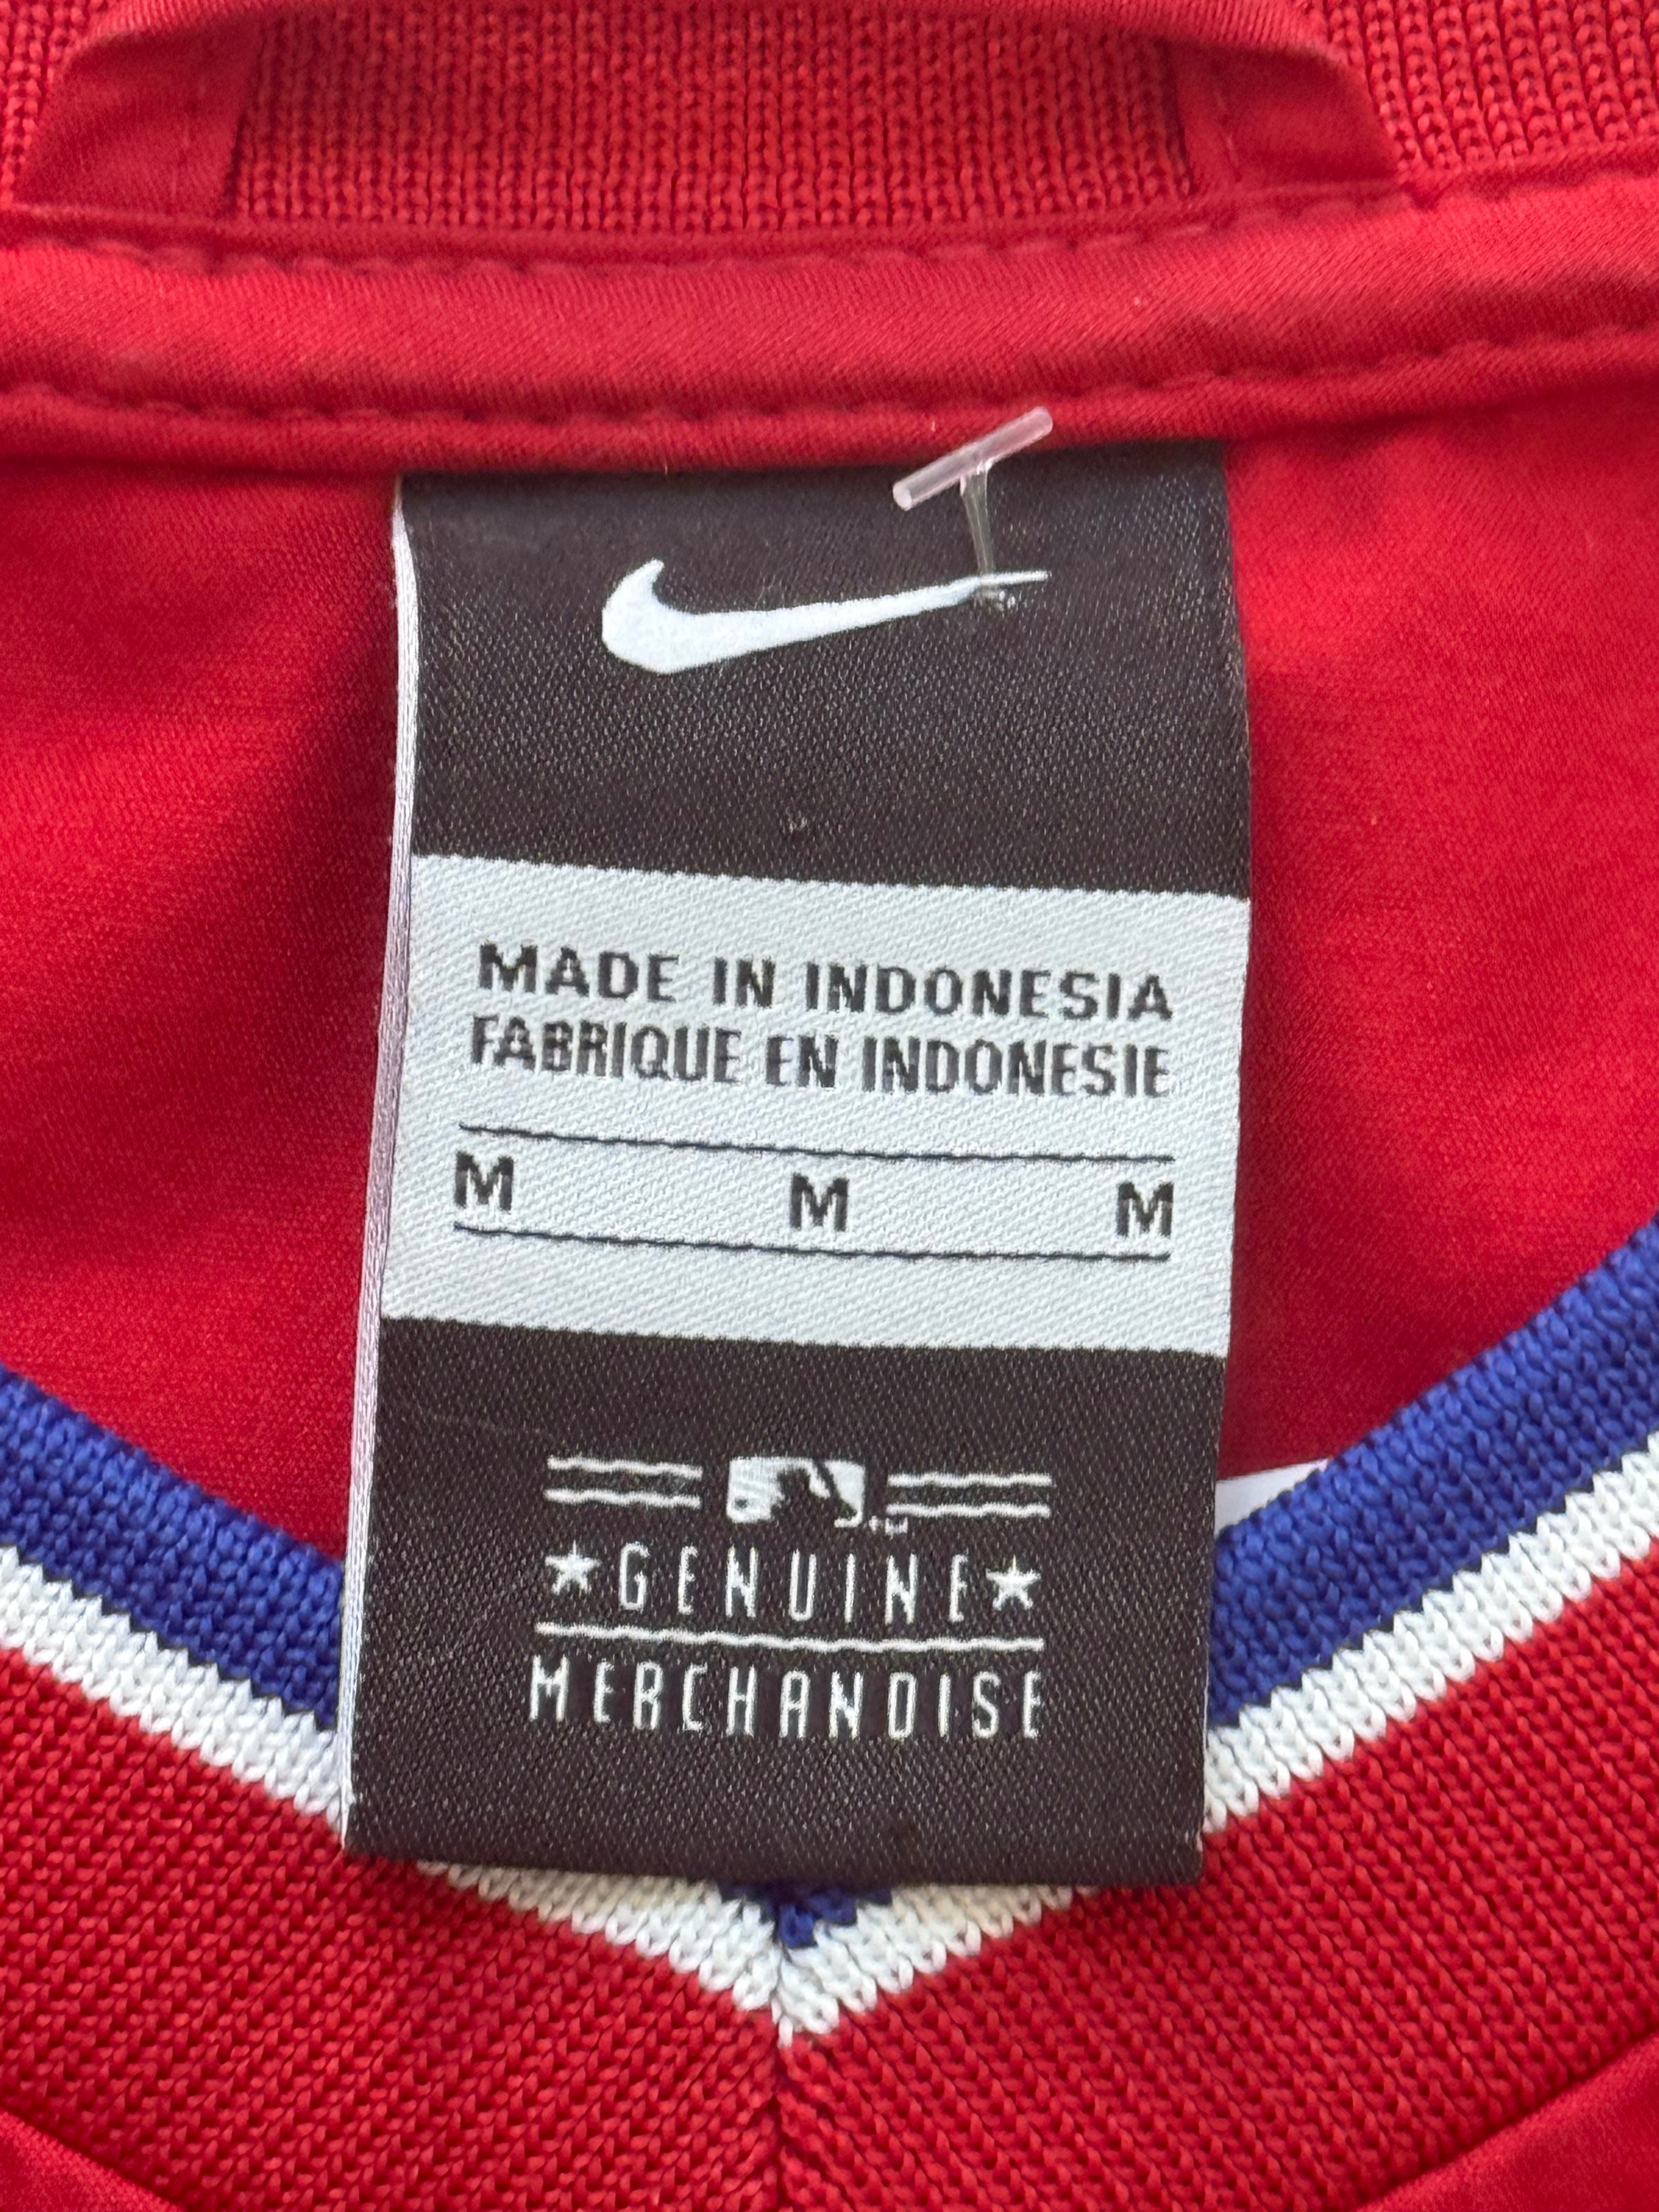 MADE IN INDONESIA
FABRIQUE EN INDONESIE
M M M
GENUINE
MERCHANDISE